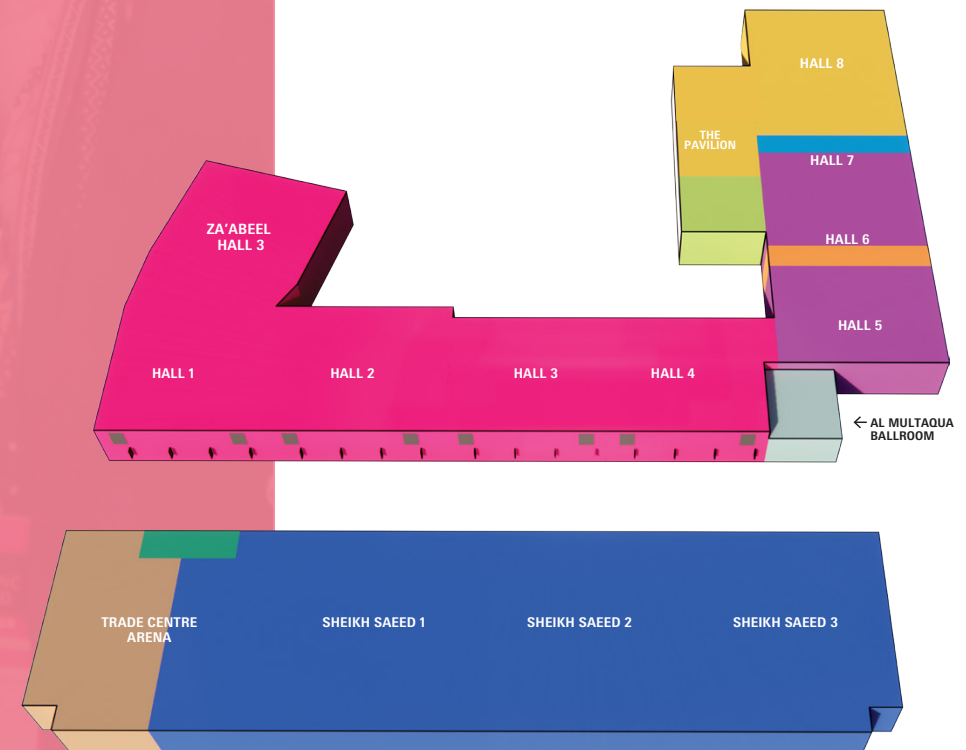 HALL 8
THE
PAVILION
HALL 7
ZA'ABEEL
HALL 3
HALL 6
HALL 5
HALL 1
HALL 2
HALL 3
HALL 4
← AL MULTAQUA
BALLROOM
TRADE CENTRE
ARENA
SHEIKH SAEED 1
SHEIKH SAEED 2
SHEIKH SAEED 3